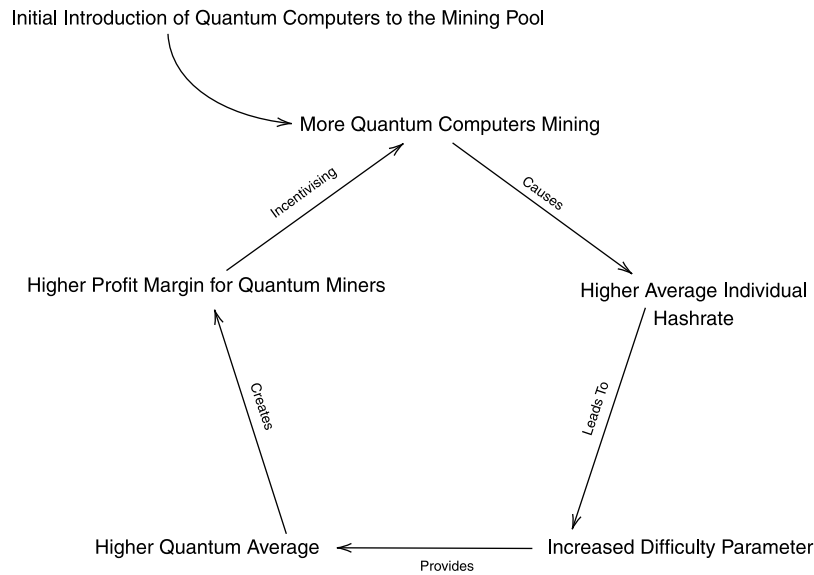 Initial Introduction of Quantum Computers to the Mining Pool
More Quantum Computers Mining
Incentivising
Causes
Higher Profit Margin for Quantum Miners
Higher Average Individual
Hashrate
Creates
Leads To
Higher Quantum Average
Provides
Increased Difficulty Parameter